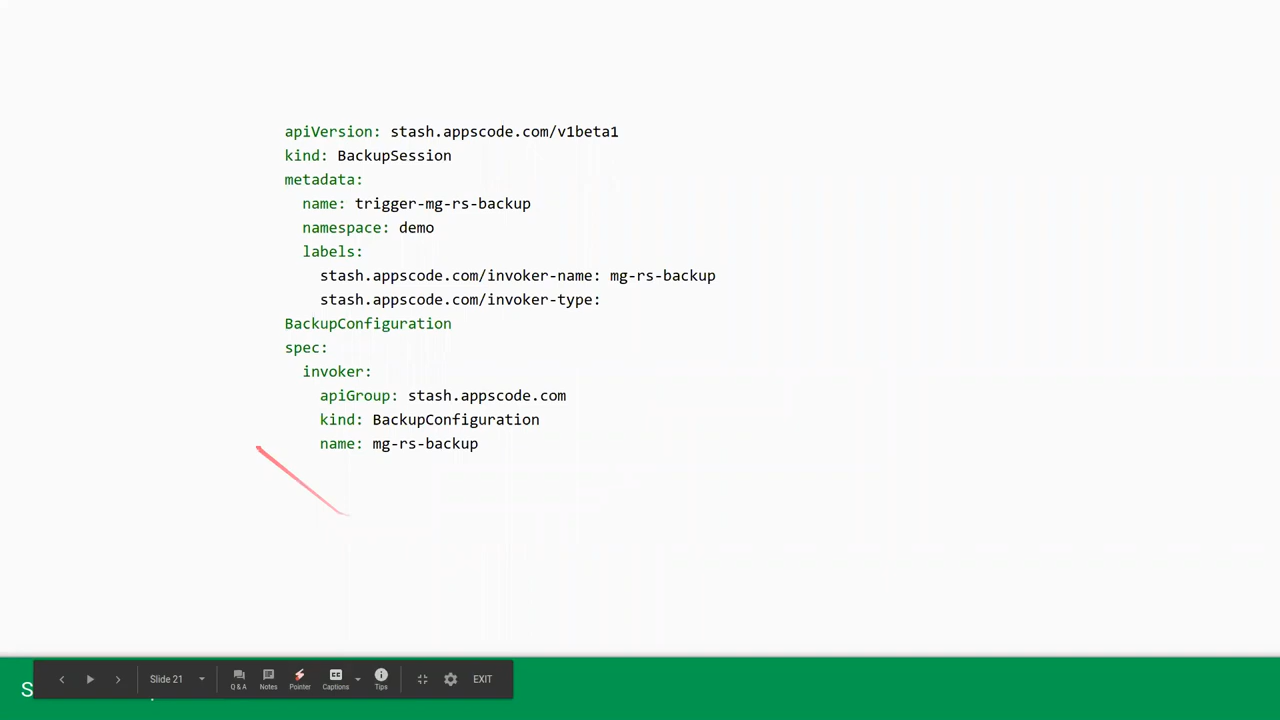 apiVersion: stash.appscode.com/v1beta1
kind: BackupSession
metadata:
  name: trigger-mg-rs-backup
  namespace: demo
  labels:
    stash.appscode.com/invoker-name: mg-rs-backup
    stash.appscode.com/invoker-type:
BackupConfiguration
spec:
  invoker:
    apiGroup: stash.appscode.com
    kind: BackupConfiguration
    name: mg-rs-backup
Slide 21
Q & A
Notes
Pointer
CC
Captions
Tips
EXIT